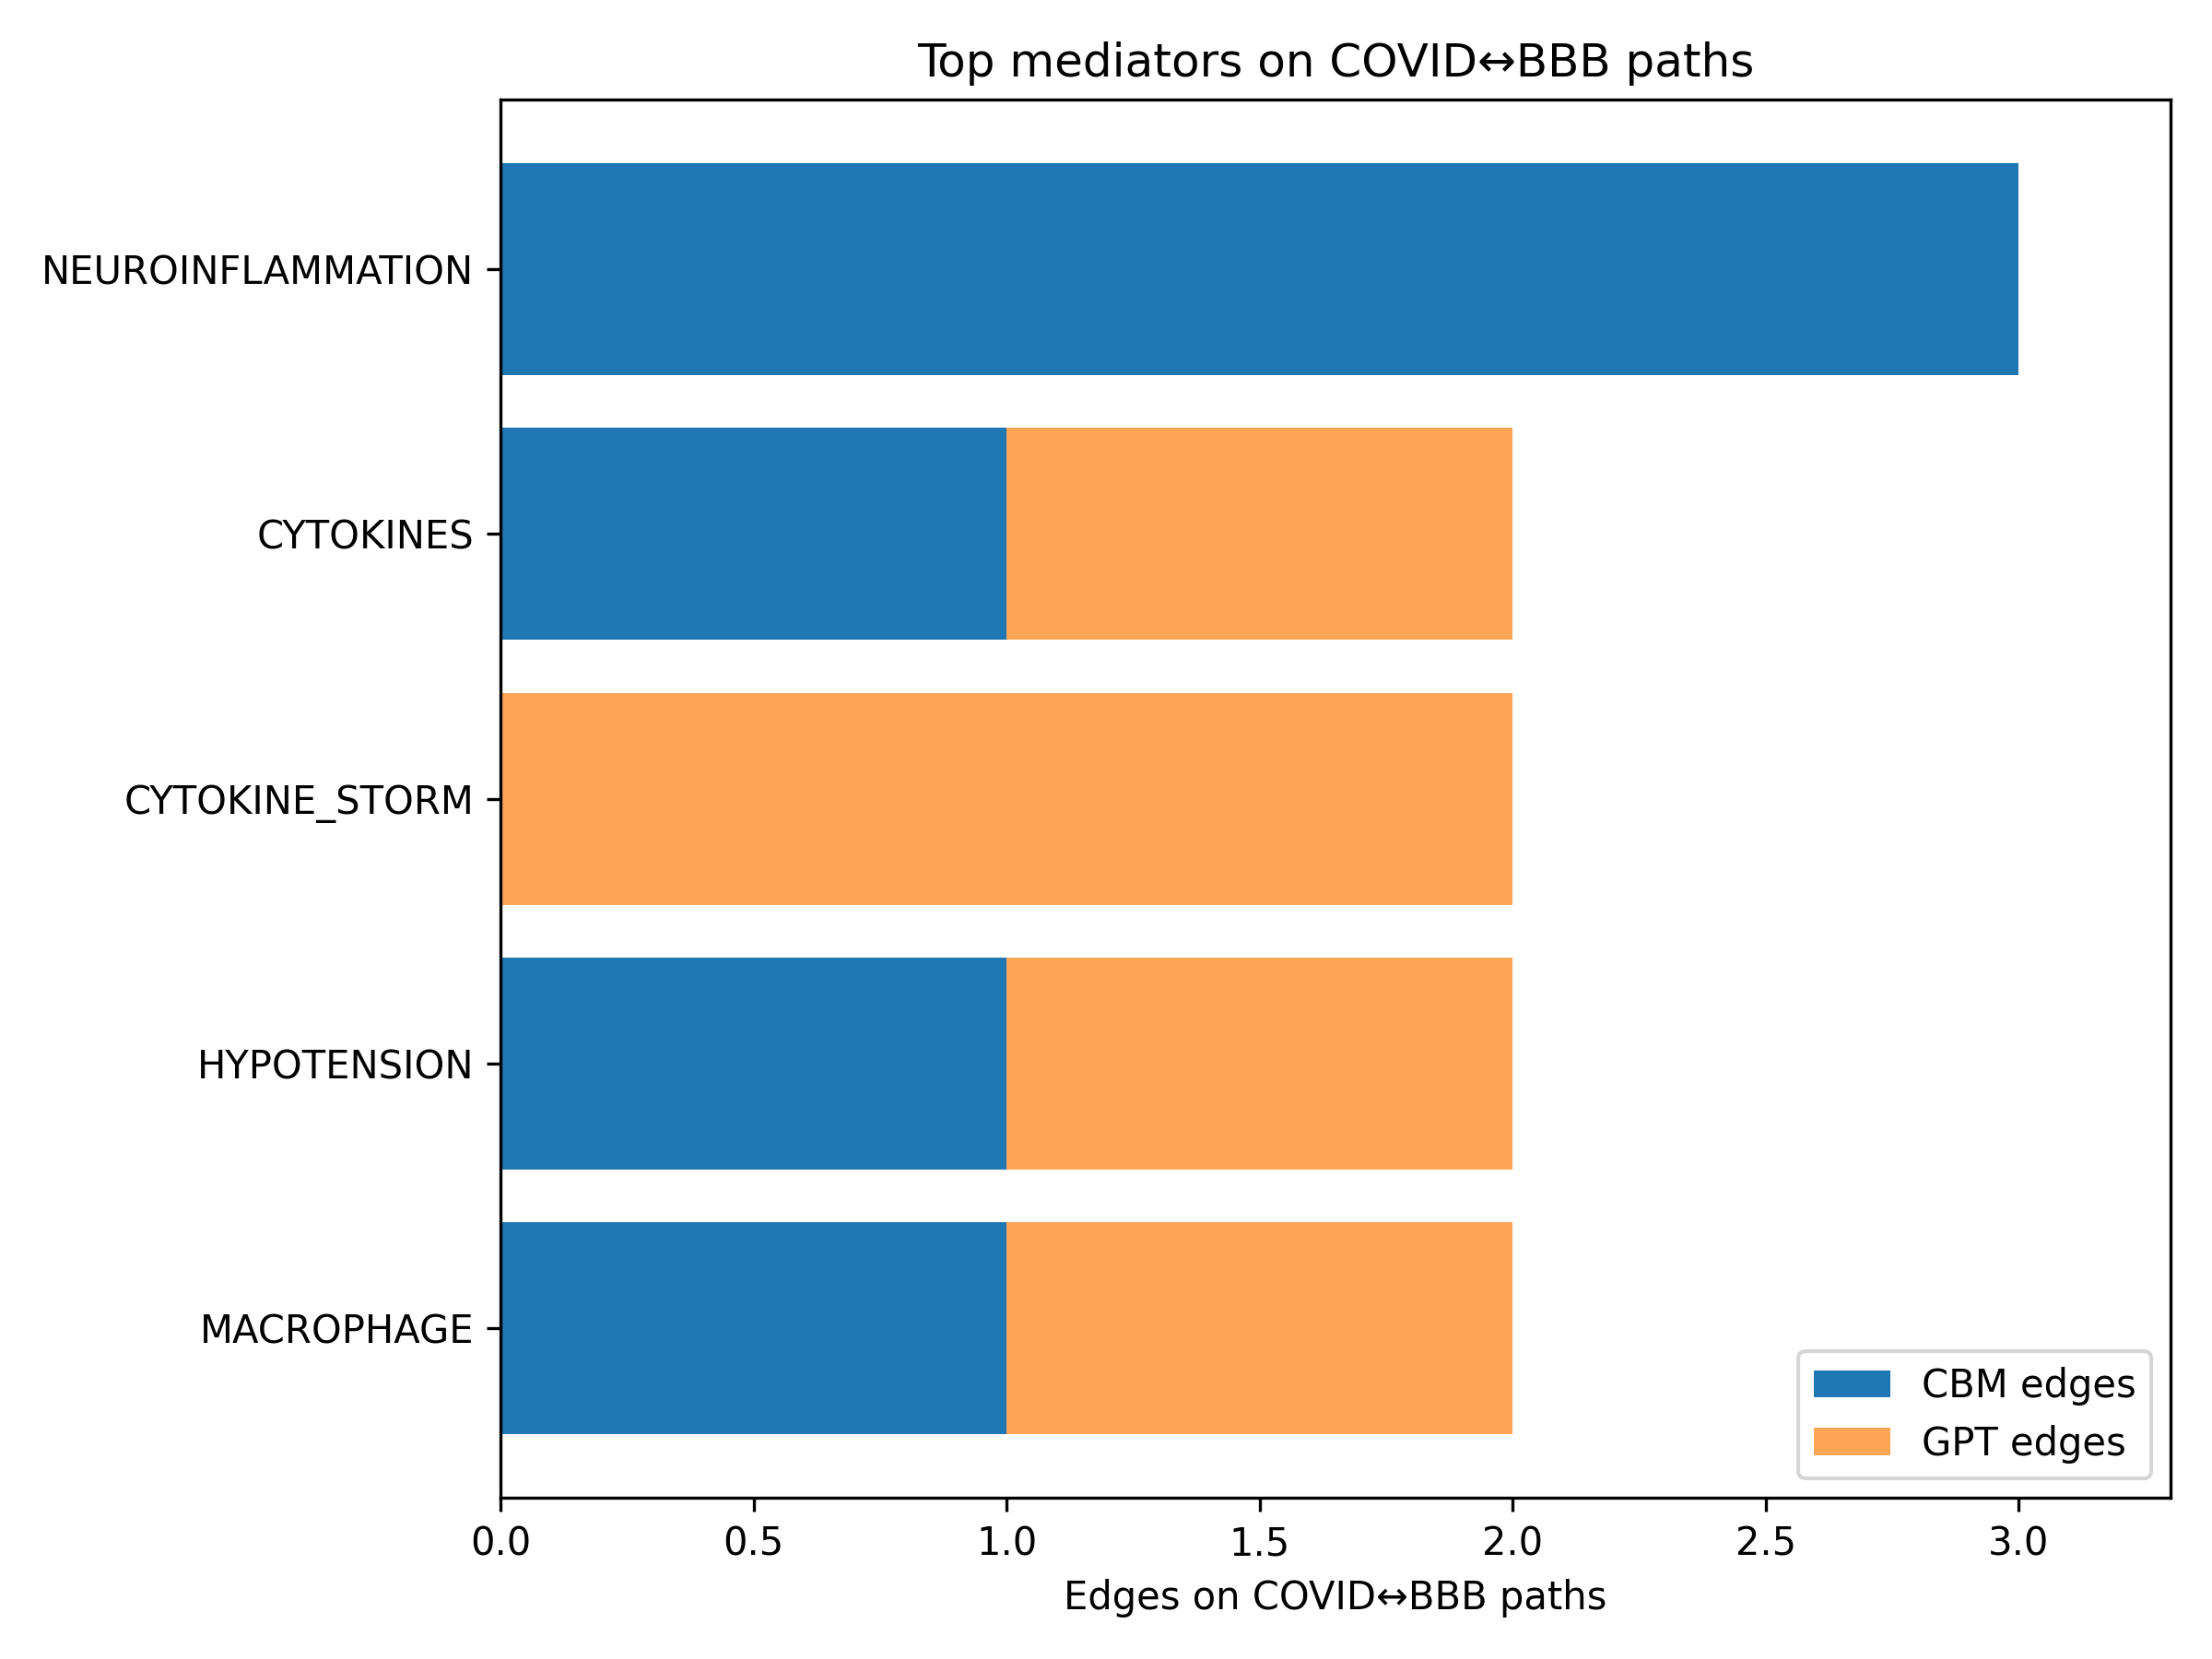 Top mediators on COVID↔BBB paths
NEUROINFLAMMATION
CYTOKINES
CYTOKINE_STORM
HYPOTENSION
MACROPHAGE
CBM edges
GPT edges
0.0 0.5 1.0 1.5 2.0 2.5 3.0
Edges on COVID↔BBB paths